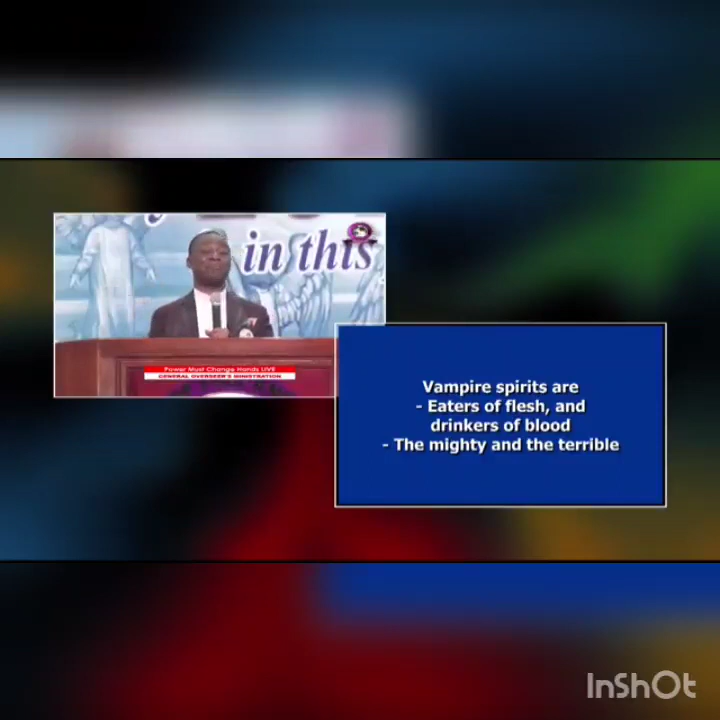 in this
Power Must Change Hands LIVE
GENERAL OVERSEER'S MINISTRATION
Vampire spirits are
- Eaters of flesh, and
drinkers of blood
- The mighty and the terrible
InShOt